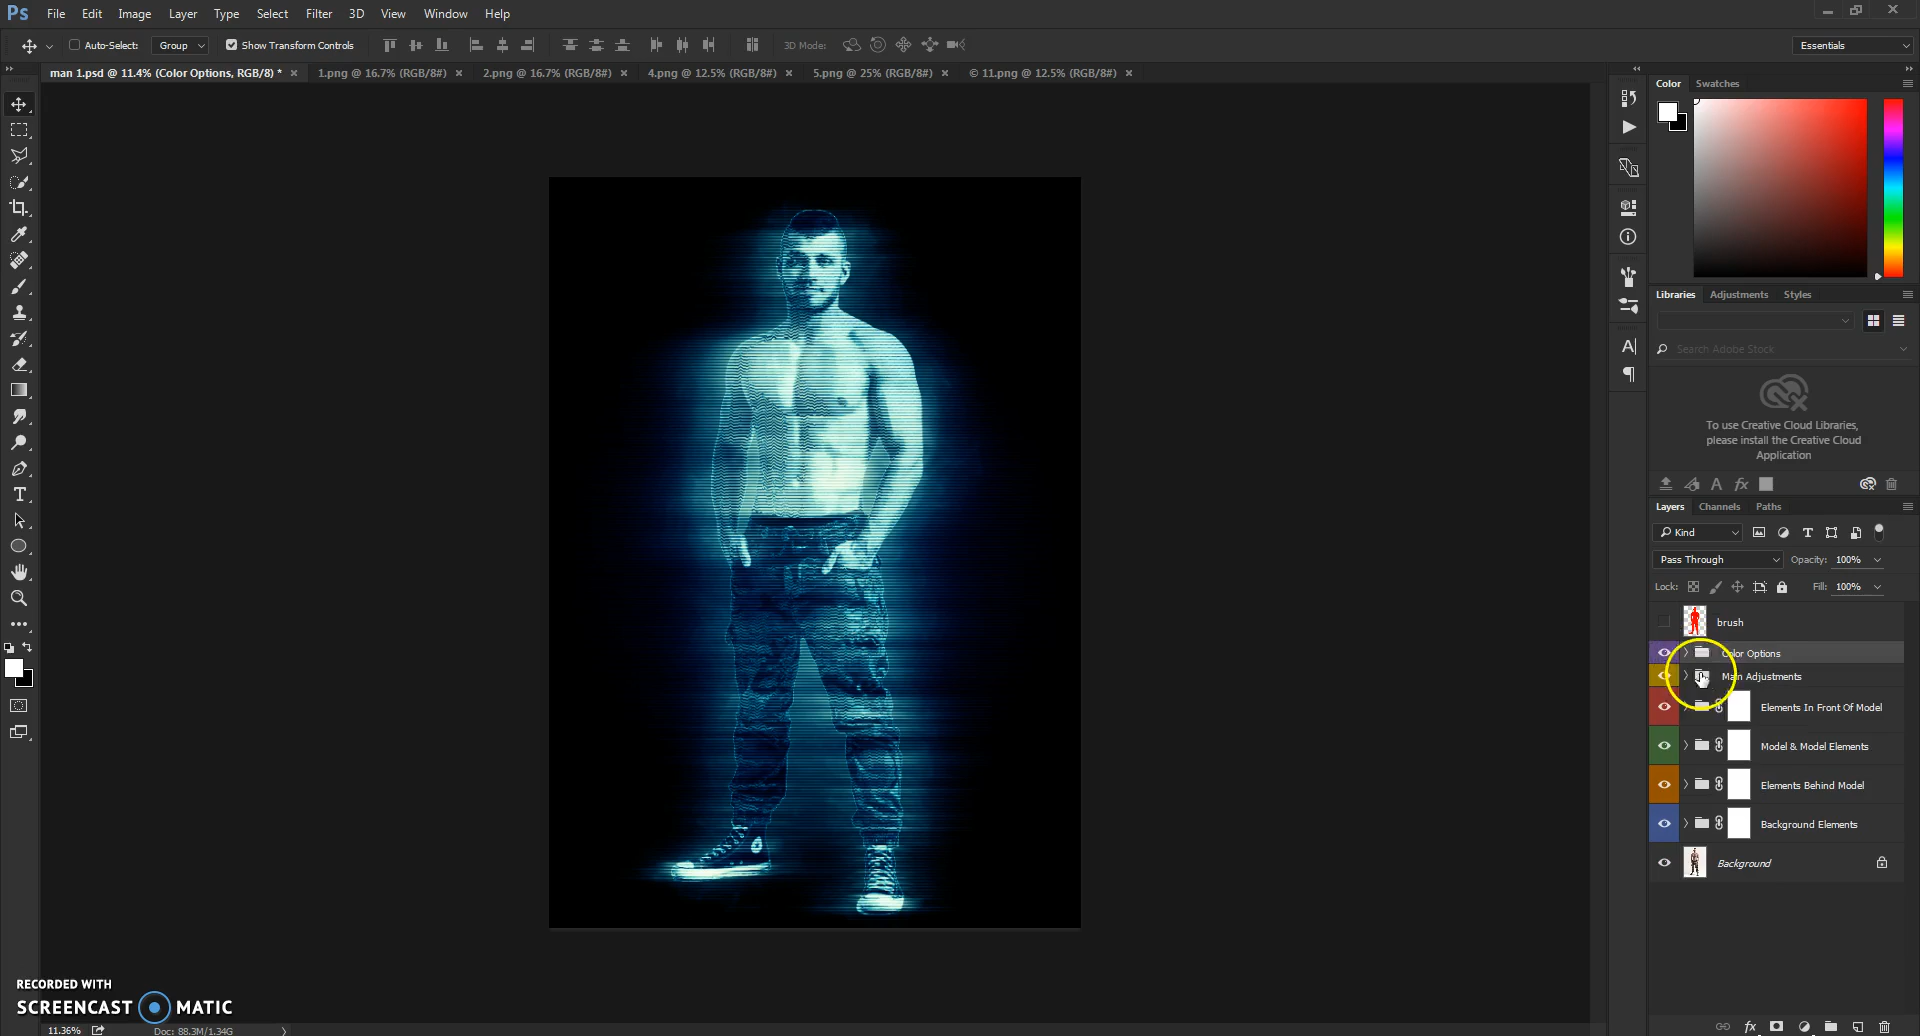 Ps File Edit Image Layer Type Select Filter 3D View Window Help
Auto-Select: Group Show Transform Controls 3D Mode: Essentials
man 1.psd @ 11.4% (Color Options, RGB/8) * 1.png @ 16.7% (RGB/8#) 2.png @ 16.7% (RGB/8#) 4.png @ 12.5% (RGB/8#) 5.png @ 25% (RGB/8#) © 11.png @ 12.5% (RGB/8#)
Color Swatches
Libraries Adjustments Styles
Search Adobe Stock
To use Creative Cloud Libraries,
please install the Creative Cloud
Application
Layers Channels Paths
Kind
Pass Through Opacity: 100%
Lock: Fill: 100%
brush
Color Options
Main Adjustments
Elements In Front Of Model
Model & Model Elements
Elements Behind Model
Background Elements
Background
RECORDED WITH
SCREENCAST MATIC
11.36% Doc: 88.3M/1.34G